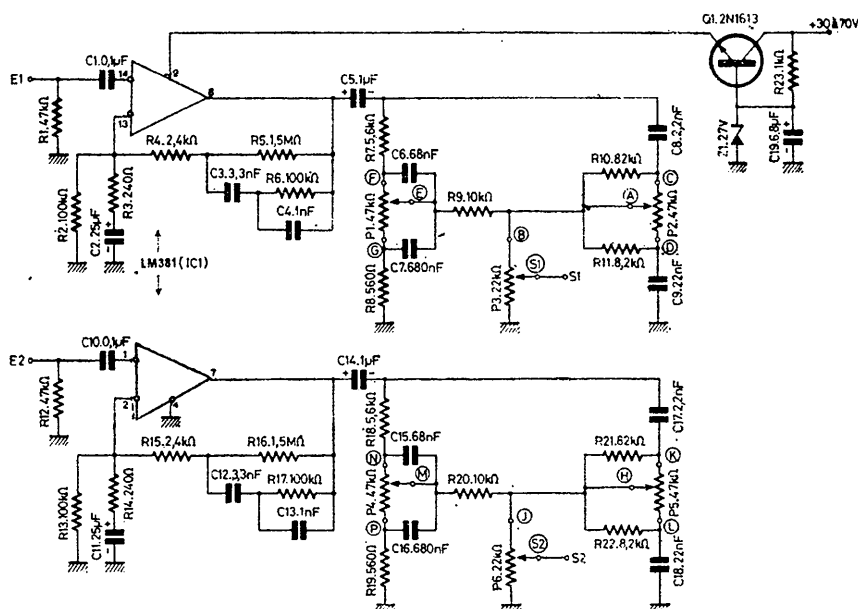 Q1.2N1613
+30 à 70V
E1
C1.0,1µF
14
9
8
13
C5.1µF
R1.47kΩ
R4.2,4kΩ
R5.1,5MΩ
R6.100kΩ
C3.3,3nF
C4.1nF
R2.100kΩ
R3.240Ω
C2.25µF
LM381 (IC1)
R7.5,6kΩ
C6.68nF
F
E
P1.47kΩ
G
C7.680nF
R8.560Ω
R9.10kΩ
B
P3.22kΩ
S1
S1
C8.2,2nF
R10.82kΩ
C
A
P2.47kΩ
D
R11.8,2kΩ
C9.22nF
Z1.27V
R23.1kΩ
C19.6,8µF
E2
C10.0,1µF
1
7
2
4
C14.1µF
R12.47kΩ
R15.2,4kΩ
R16.1,5MΩ
R17.100kΩ
C12.3,3nF
C13.1nF
R13.100kΩ
R14.240Ω
C11.25µF
R18.5,6kΩ
C15.68nF
N
M
P4.47kΩ
P
C16.680nF
R19.560Ω
R20.10kΩ
J
P6.22kΩ
S2
S2
C17.2,2nF
R21.82kΩ
K
H
P5.47kΩ
L
R22.8,2kΩ
C18.22nF